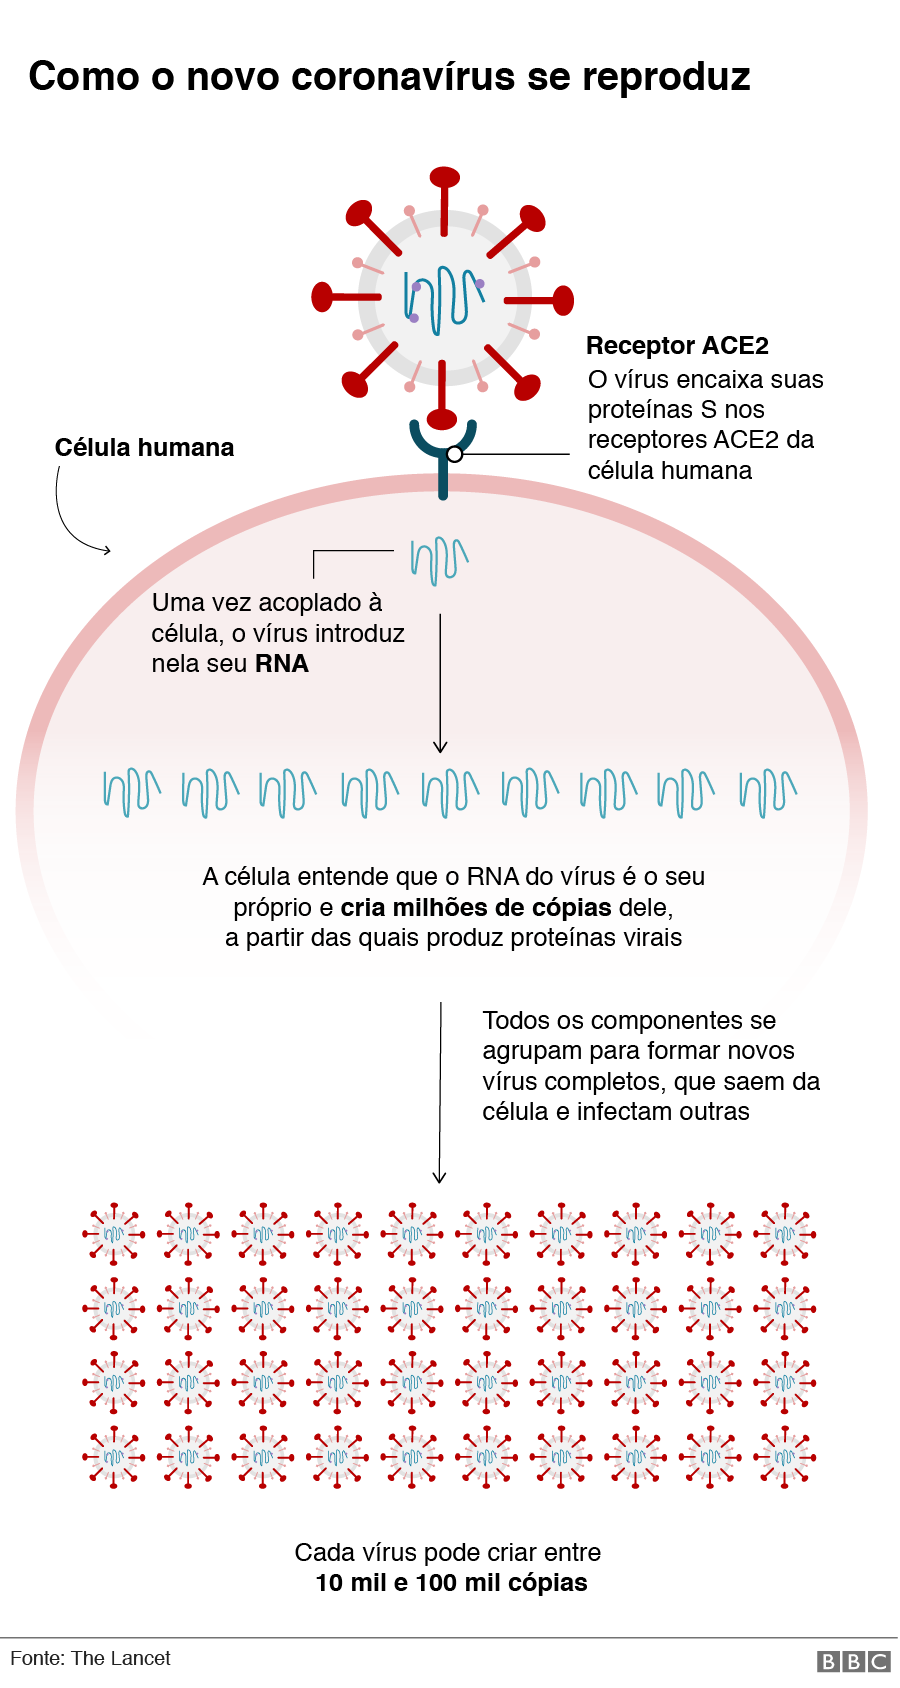 Como o novo coronavírus se reproduz
Receptor ACE2
O vírus encaixa suas
proteínas S nos
receptores ACE2 da
célula humana
Célula humana
Uma vez acoplado à
célula, o vírus introduz
nela seu RNA
A célula entende que o RNA do vírus é o seu
próprio e cria milhões de cópias dele,
a partir das quais produz proteínas virais
Todos os componentes se
agrupam para formar novos
vírus completos, que saem da
célula e infectam outras
Cada vírus pode criar entre
10 mil e 100 mil cópias
Fonte: The Lancet
BBC